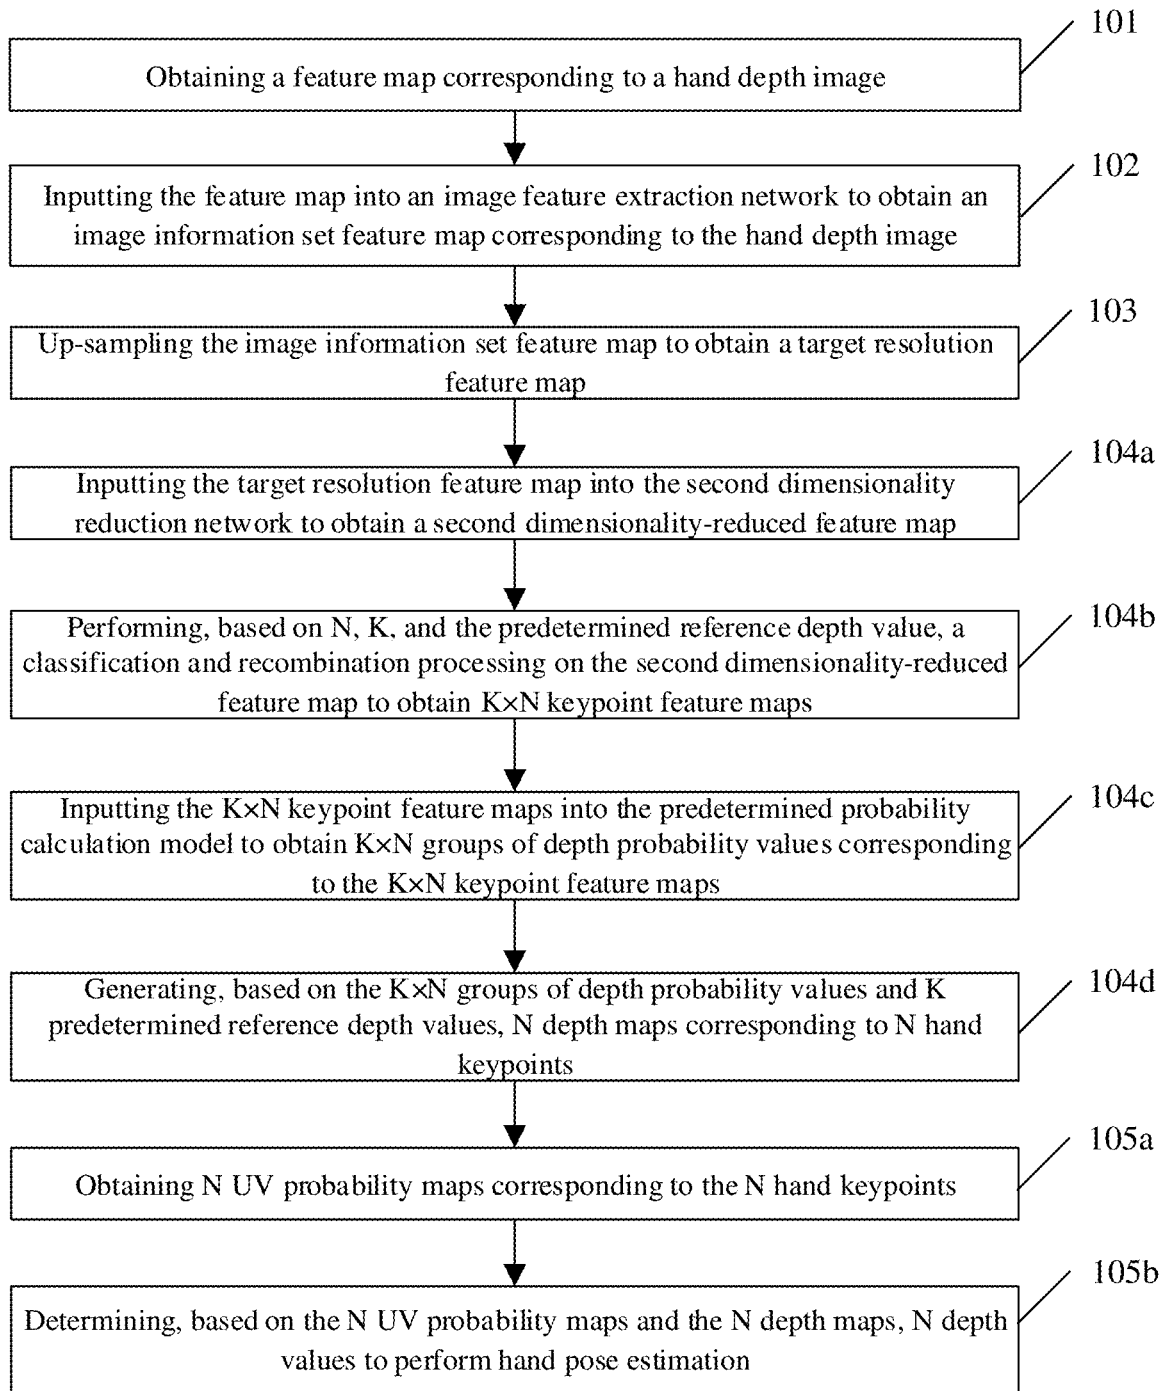 101
Obtaining a feature map corresponding to a hand depth image
102
Inputting the feature map into an image feature extraction network to obtain an
image information set feature map corresponding to the hand depth image
103
Up-sampling the image information set feature map to obtain a target resolution
feature map
104a
Inputting the target resolution feature map into the second dimensionality
reduction network to obtain a second dimensionality-reduced feature map
104b
Performing, based on N, K, and the predetermined reference depth value, a
classification and recombination processing on the second dimensionality-reduced
feature map to obtain K×N keypoint feature maps
104c
Inputting the K×N keypoint feature maps into the predetermined probability
calculation model to obtain K×N groups of depth probability values corresponding
to the K×N keypoint feature maps
104d
Generating, based on the K×N groups of depth probability values and K
predetermined reference depth values, N depth maps corresponding to N hand
keypoints
105a
Obtaining N UV probability maps corresponding to the N hand keypoints
105b
Determining, based on the N UV probability maps and the N depth maps, N depth
values to perform hand pose estimation